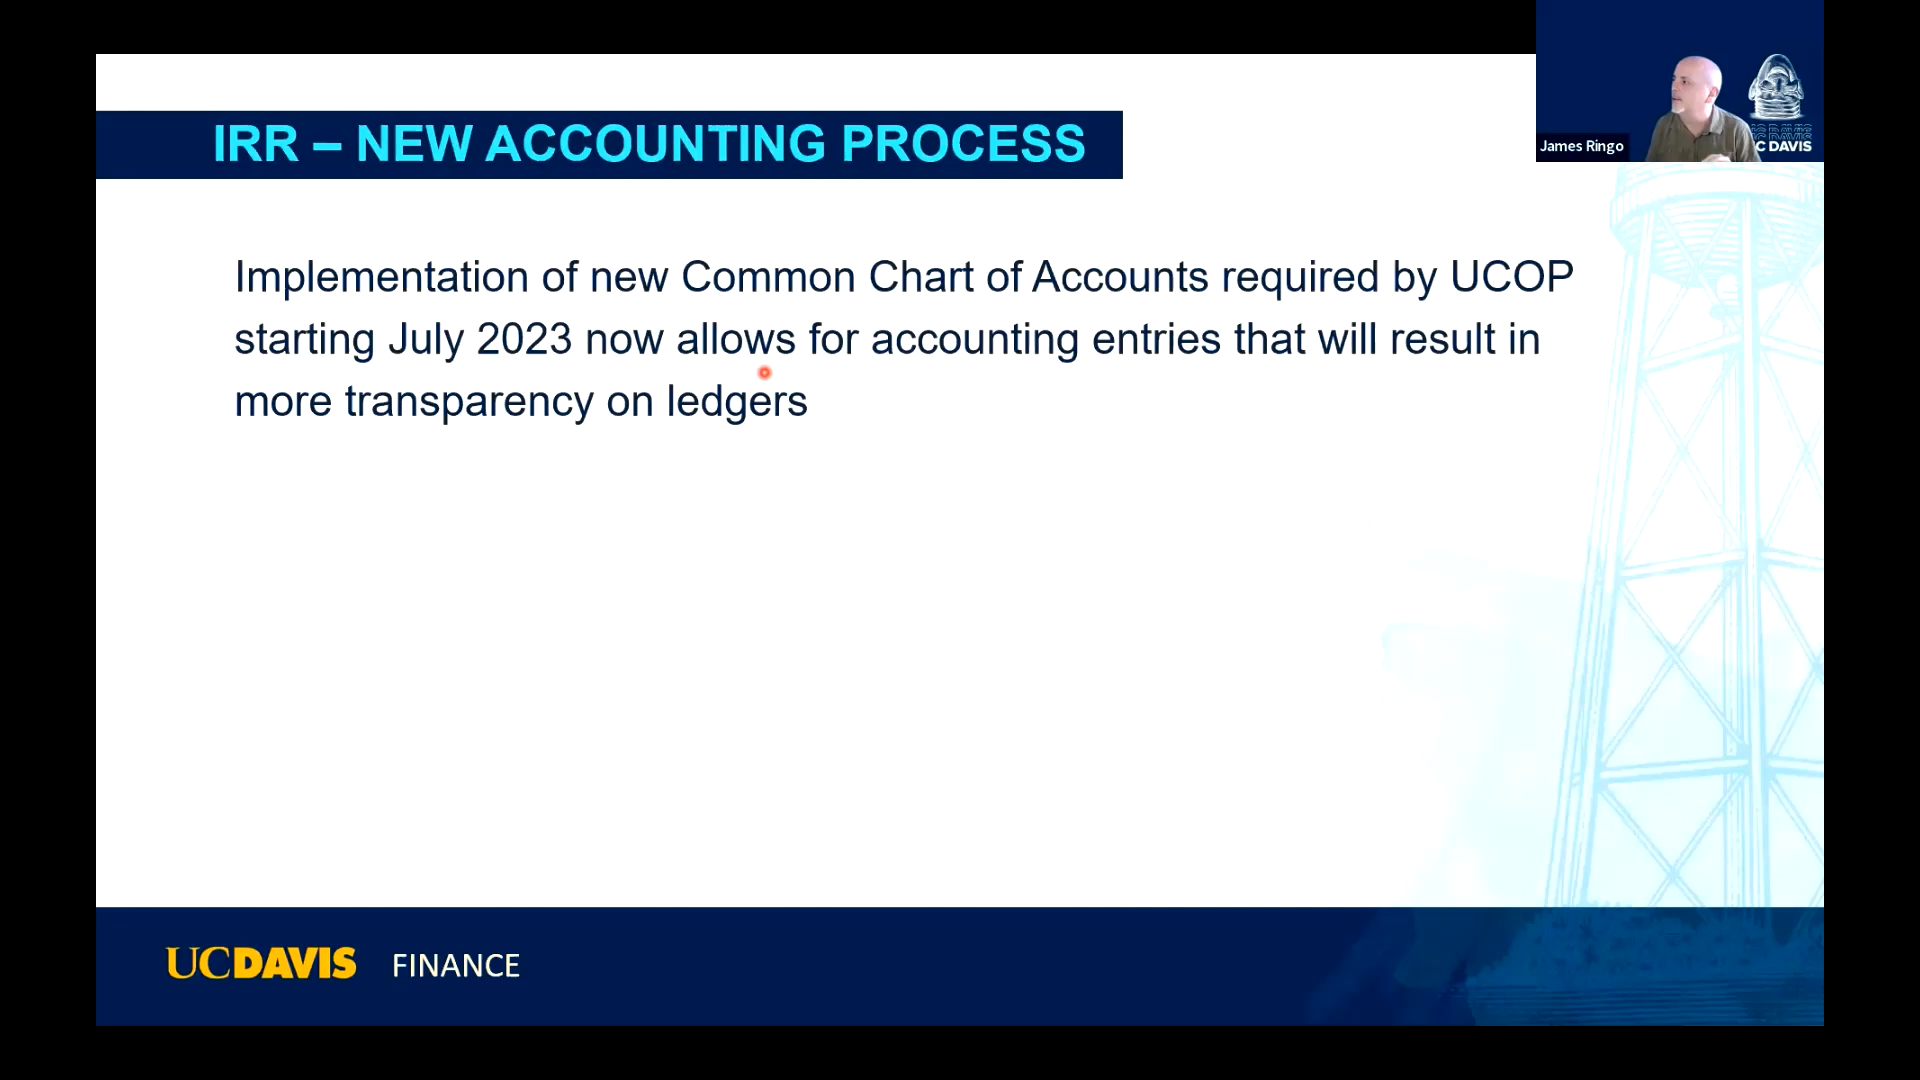 IRR – NEW ACCOUNTING PROCESS
James Ringo
C DAVIS
Implementation of new Common Chart of Accounts required by UCOP
starting July 2023 now allows for accounting entries that will result in
more transparency on ledgers
UCDAVIS FINANCE